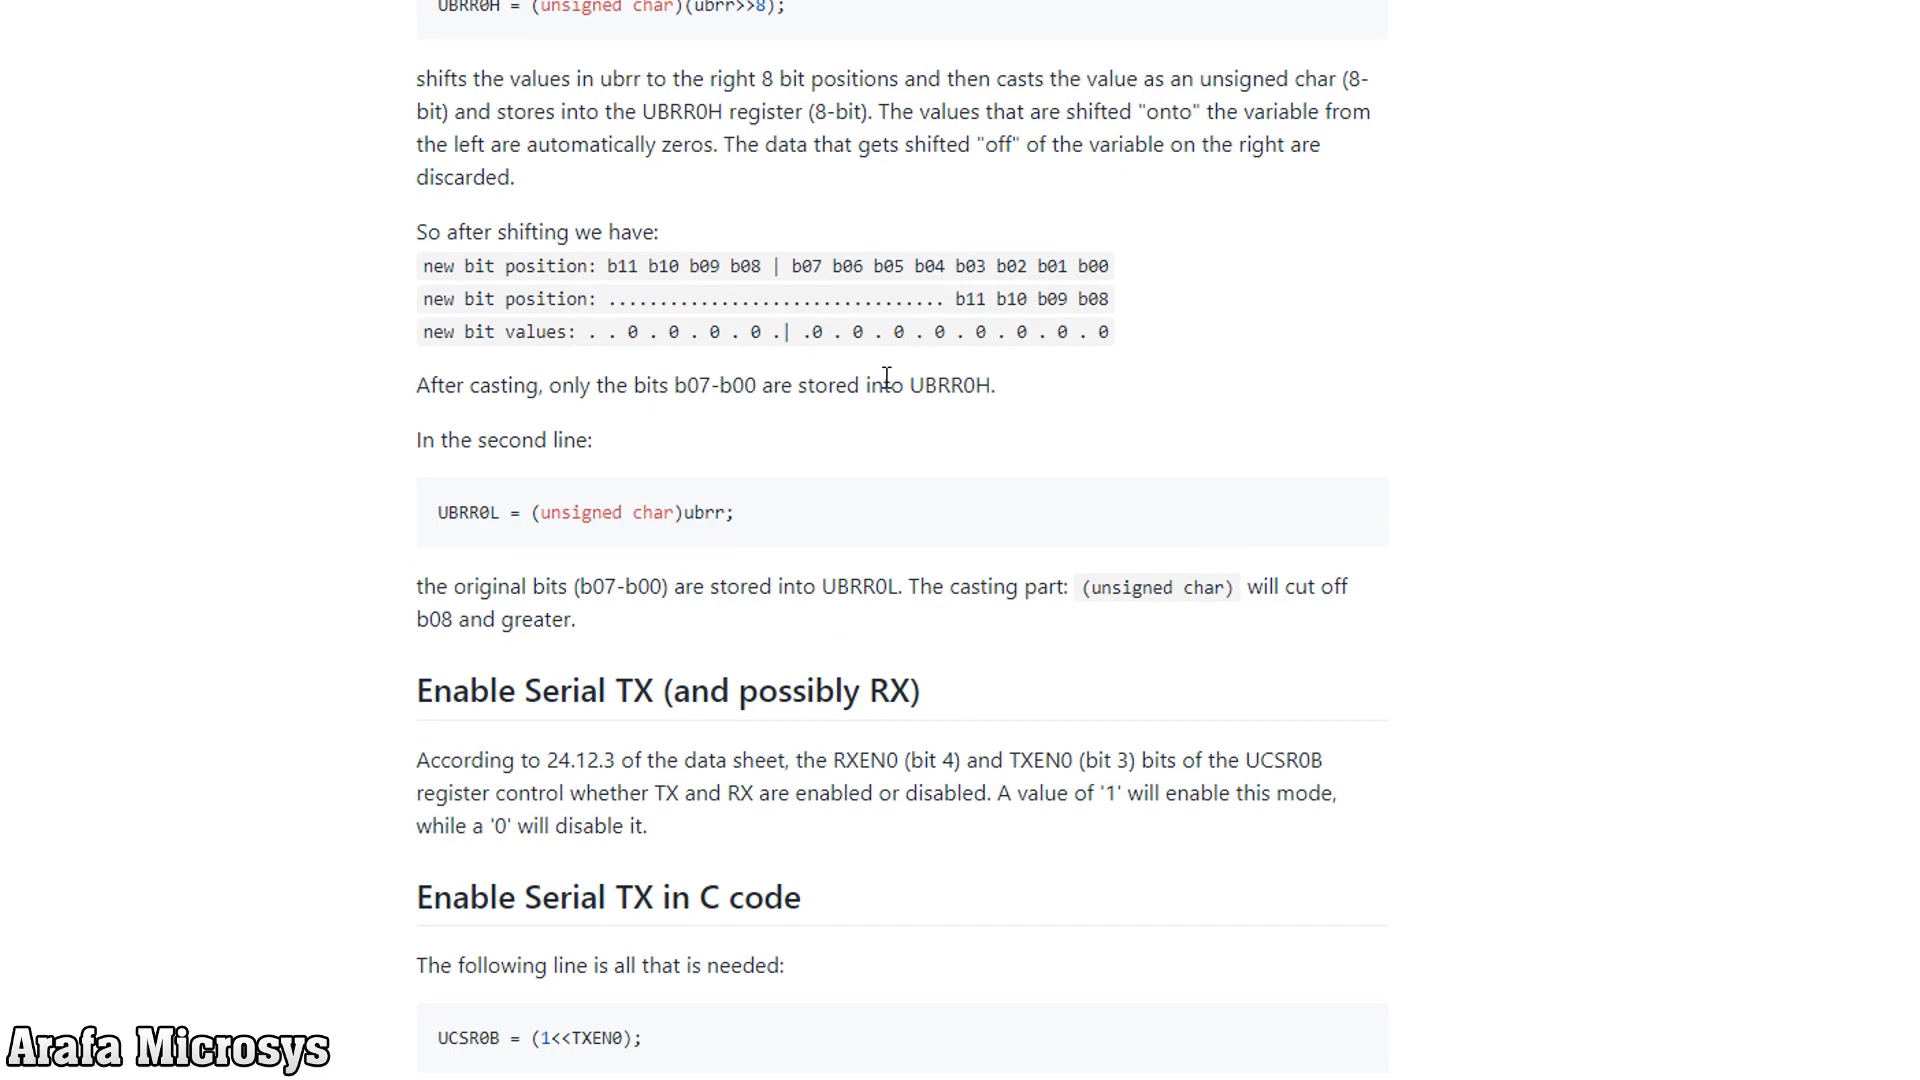 UBRR0H = (unsigned char)(ubrr>>8);
shifts the values in ubrr to the right 8 bit positions and then casts the value as an unsigned char (8-
bit) and stores into the UBRR0H register (8-bit). The values that are shifted "onto" the variable from
the left are automatically zeros. The data that gets shifted "off" of the variable on the right are
discarded.
So after shifting we have:
new bit position: b11 b10 b09 b08 | b07 b06 b05 b04 b03 b02 b01 b00
new bit position: ................................. b11 b10 b09 b08
new bit values: . . 0 . 0 . 0 . 0 .| .0 . 0 . 0 . 0 . 0 . 0 . 0 . 0
After casting, only the bits b07-b00 are stored into UBRR0H.
In the second line:
UBRR0L = (unsigned char)ubrr;
the original bits (b07-b00) are stored into UBRR0L. The casting part: (unsigned char) will cut off
b08 and greater.
Enable Serial TX (and possibly RX)
According to 24.12.3 of the data sheet, the RXEN0 (bit 4) and TXEN0 (bit 3) bits of the UCSR0B
register control whether TX and RX are enabled or disabled. A value of '1' will enable this mode,
while a '0' will disable it.
Enable Serial TX in C code
The following line is all that is needed:
UCSR0B = (1<<TXEN0);
Arafa Microsys